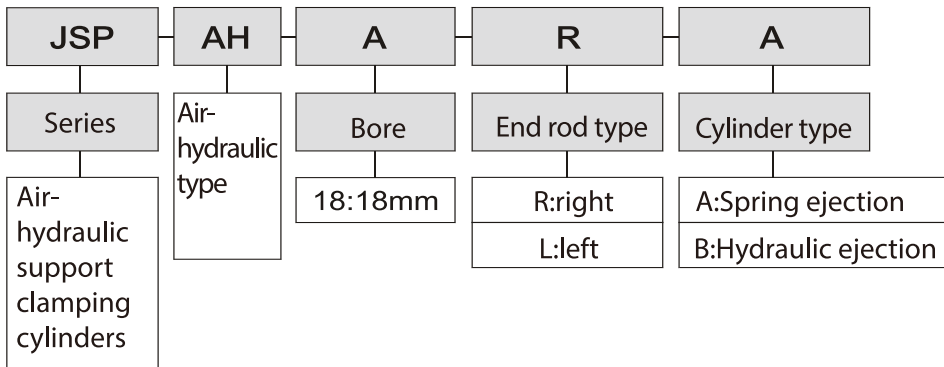 JSP AH A R A
Series
Air-
hydraulic
type
Bore
End rod type
Cylinder type
Air-
hydraulic
support
clamping
cylinders
18:18mm
R:right
L:left
A:Spring ejection
B:Hydraulic ejection